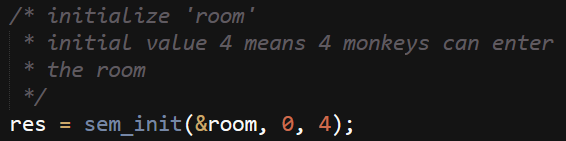 /* initialize 'room'
* initial value 4 means 4 monkeys can enter
* the room
*/
res = sem_init(&room, 0, 4);